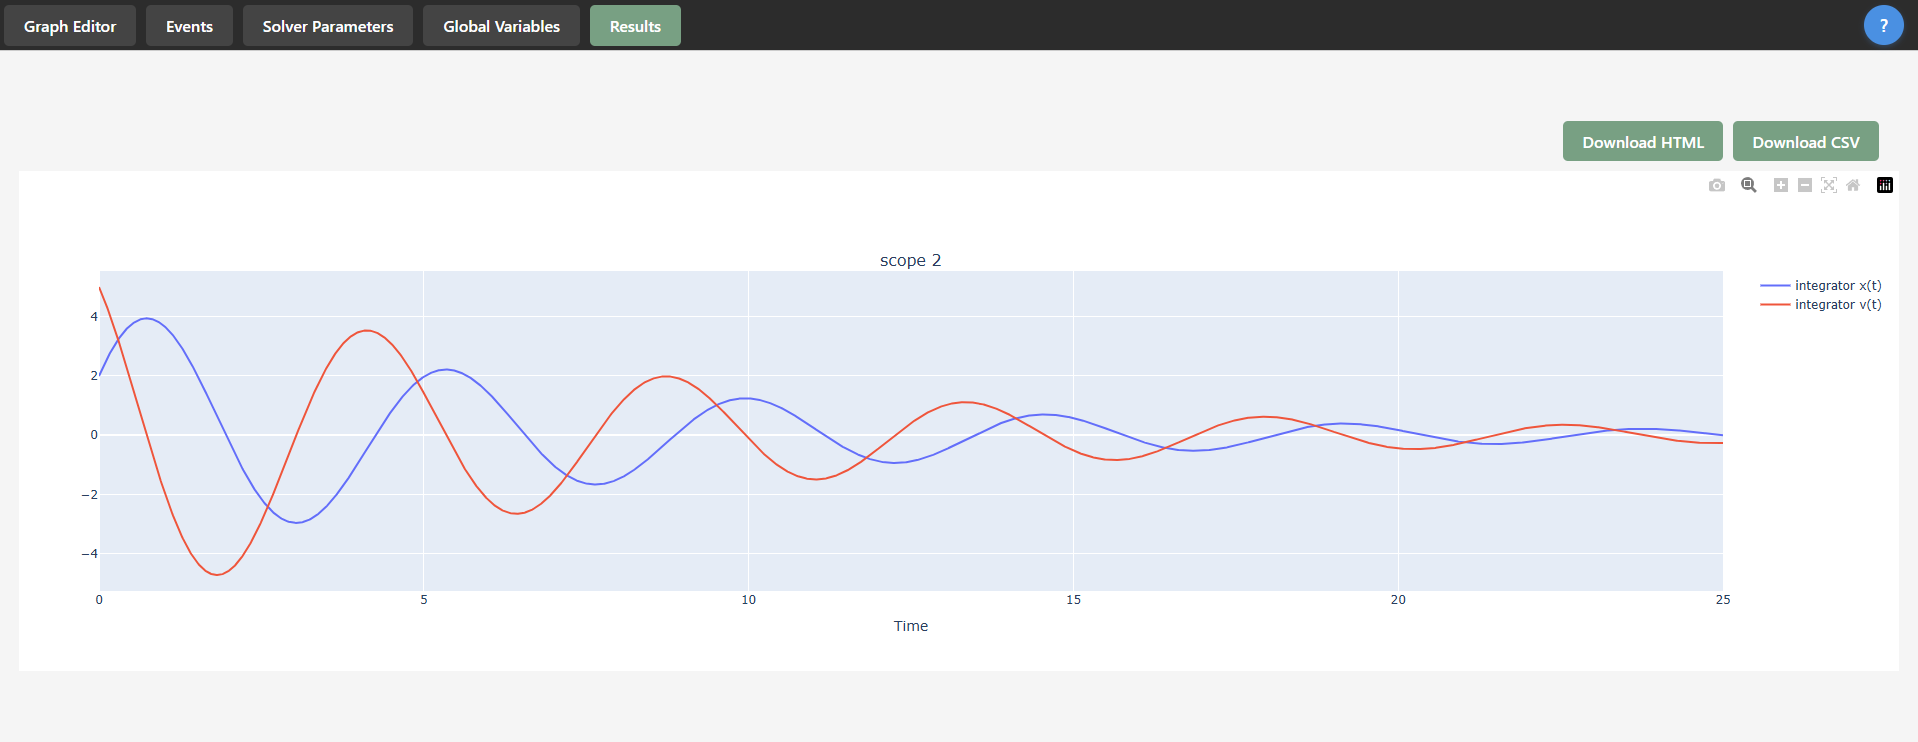 Graph Editor Events Solver Parameters Global Variables Results ?
Download HTML Download CSV
scope 2
integrator x(t)
integrator v(t)
4
2
0
−2
−4
0 5 10 15 20 25
Time